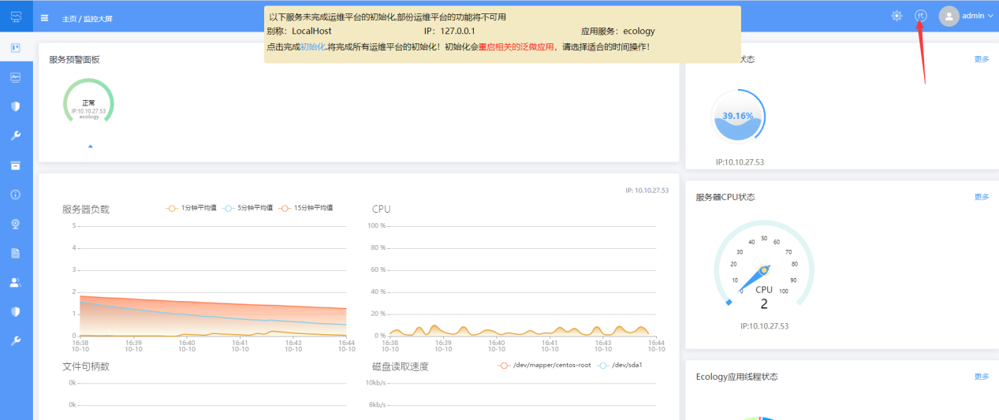 主页 / 监控大屏
以下服务未完成运维平台的初始化,部份运维平台的功能将不可用
别称：LocalHost IP：127.0.0.1 应用服务：ecology
点击完成初始化.将完成所有运维平台的初始化！初始化会重启相关的泛微应用，请选择适合的时间操作！
代
admin
服务预警面板
正常
IP:10.10.27.53
ecology
状态 更多
39.16%
IP:10.10.27.53
IP: 10.10.27.53
服务器负载
1分钟平均值 5分钟平均值 15分钟平均值
5
4
3
2
1
0
16:38 16:39 16:40 16:41 16:43 16:44
10-10 10-10 10-10 10-10 10-10 10-10
CPU
100 %
80 %
60 %
40 %
20 %
0 %
16:38 16:39 16:40 16:41 16:43 16:44
10-10 10-10 10-10 10-10 10-10 10-10
服务器CPU状态 更多
0 10 20 30 40 50 60 70 80 90 100
CPU
2
IP:10.10.27.53
文件句柄数
0k
0k
磁盘读取速度
/dev/mapper/centos-root /dev/sda1
10kb/s
8kb/s
Ecology应用线程状态 更多